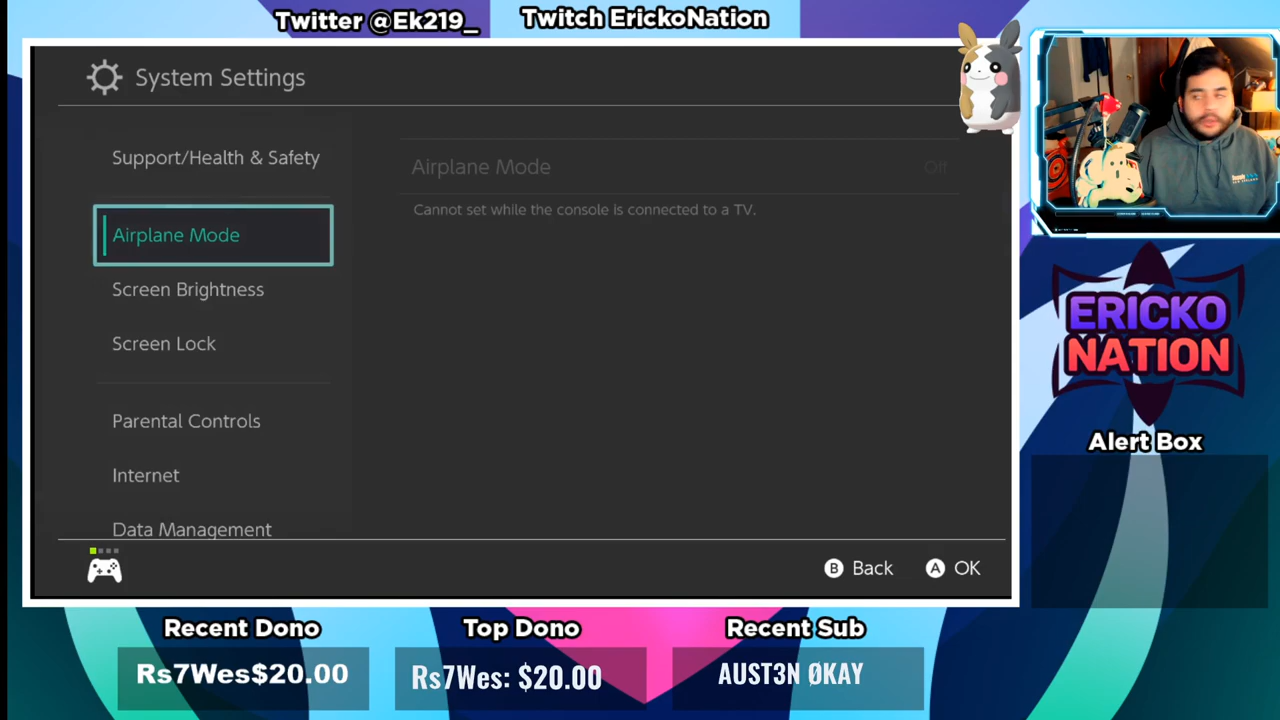 Twitter @Ek219_
Twitch ErickoNation
System Settings
Support/Health & Safety
Airplane Mode
Screen Brightness
Screen Lock
Parental Controls
Internet
Data Management
Airplane Mode Off
Cannot set while the console is connected to a TV.
B Back A OK
ERICKO
NATION
Alert Box
Recent Dono
Rs7Wes$20.00
Top Dono
Rs7Wes: $20.00
Recent Sub
AUST3N ØKAY